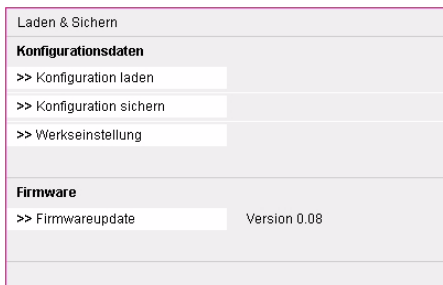 Laden & Sichern
Konfigurationsdaten
>> Konfiguration laden
>> Konfiguration sichern
>> Werkseinstellung
Firmware
>> Firmwareupdate Version 0.08